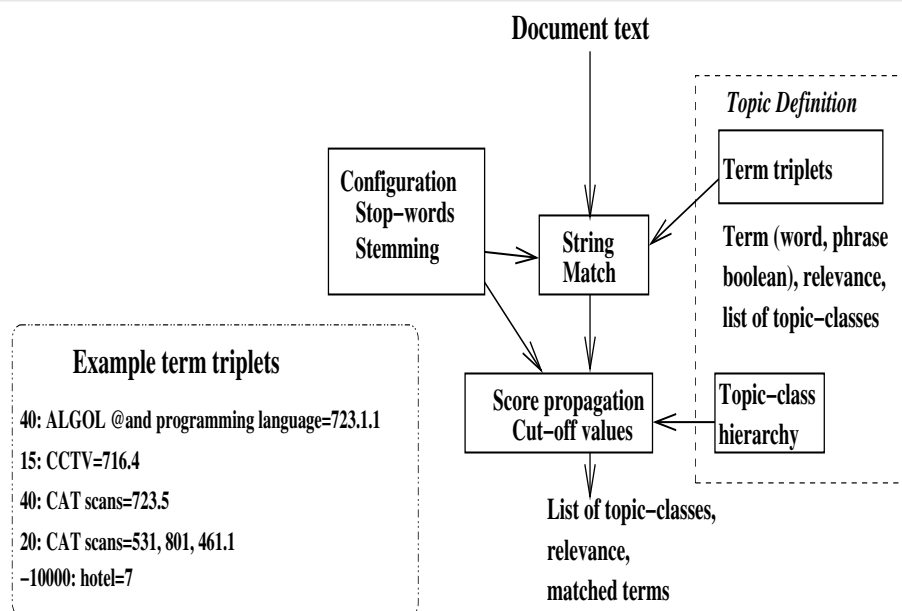 Document text
Topic Definition
Term triplets
Term (word, phrase
boolean), relevance,
list of topic−classes
Configuration
Stop−words
Stemming
String
Match
Score propagation
Cut−off values
Topic−class
hierarchy
List of topic−classes,
relevance,
matched terms
Example term triplets
40: ALGOL @and programming language=723.1.1
15: CCTV=716.4
40: CAT scans=723.5
20: CAT scans=531, 801, 461.1
−10000: hotel=7